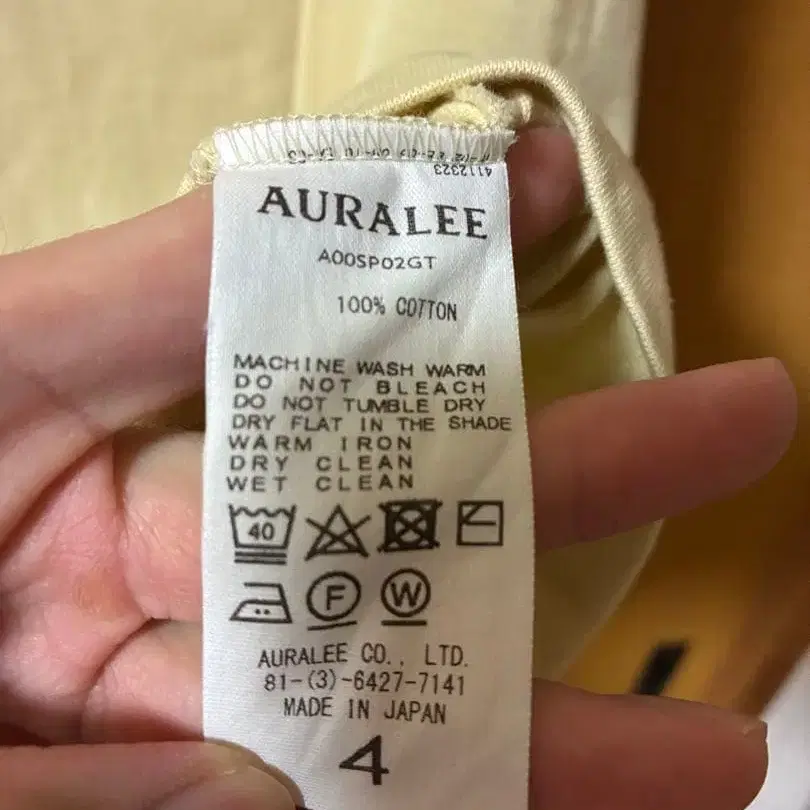 4112323
AURALEE
A00SP02GT
100% COTTON
MACHINE WASH WARM
DO NOT BLEACH
DO NOT TUMBLE DRY
DRY FLAT IN THE SHADE
WARM IRON
DRY CLEAN
WET CLEAN
40
F
W
AURALEE CO., LTD.
81-(3)-6427-7141
MADE IN JAPAN
4